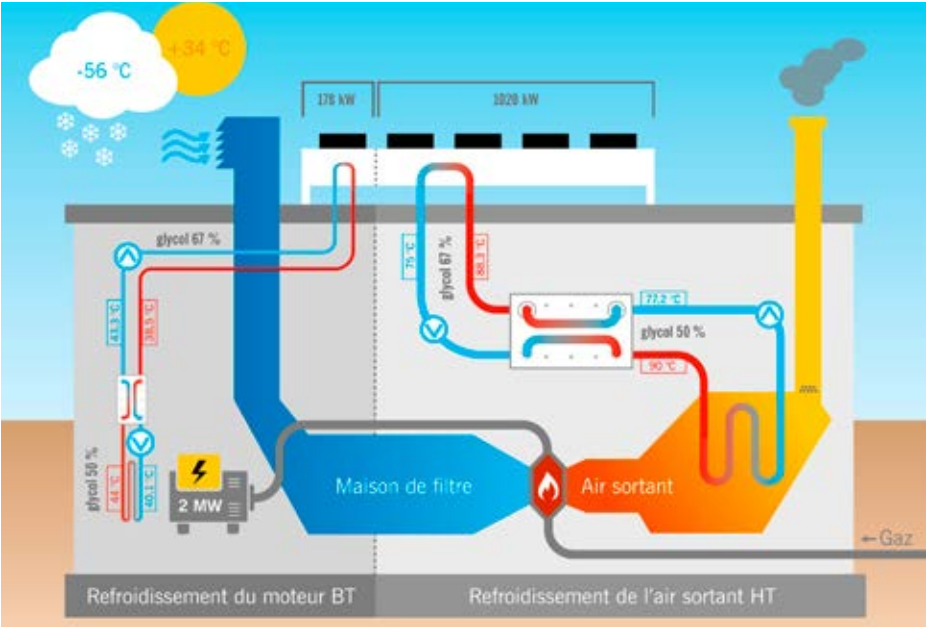 -56 °C
+34 °C
178 kW
1020 kW
glycol 67 %
75 °C
glycol 67 %
88,3 °C
77,2 °C
glycol 50 %
90 °C
38,5 °C
glycol 50 %
44 °C
40,1 °C
2 MW
Maison de filtre
Air sortant
←Gaz
Refroidissement du moteur BT
Refroidissement de l'air sortant HT